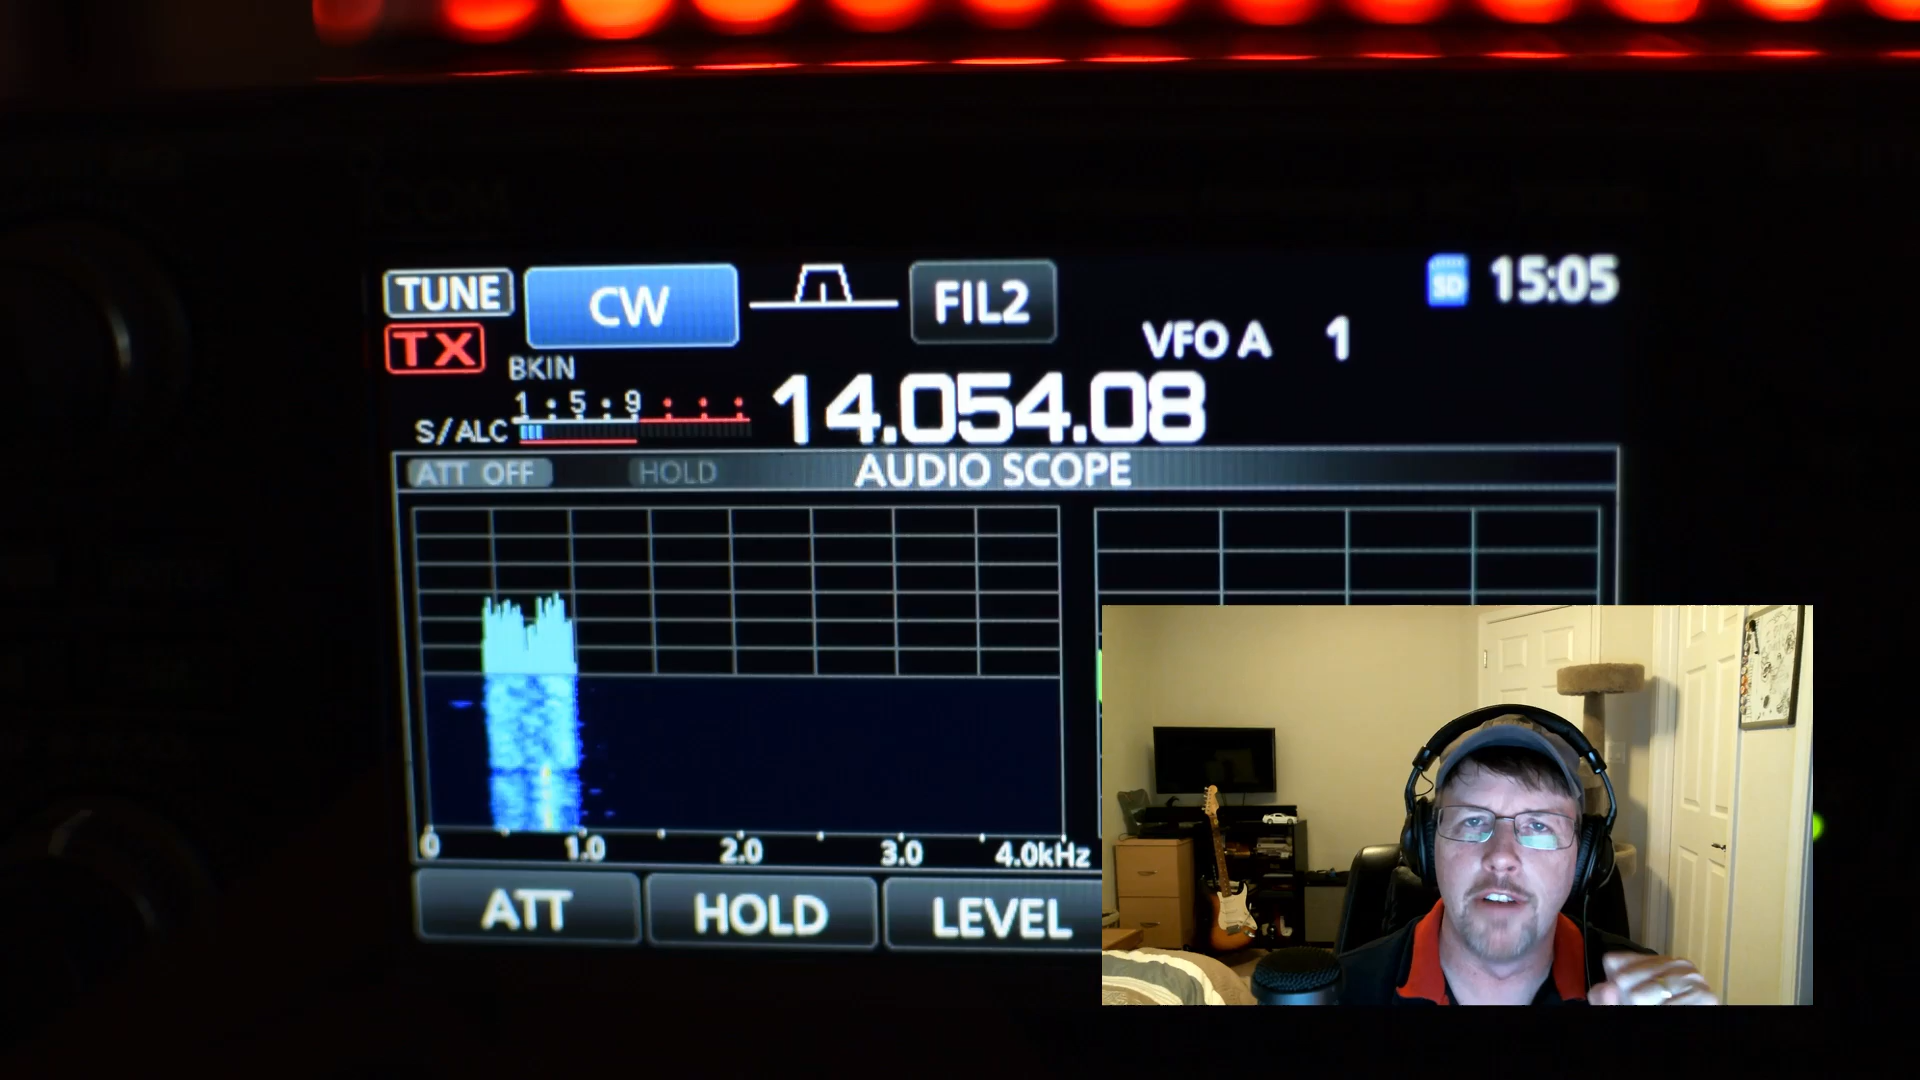 TUNE CW FIL2 SD 15:05
TX BKIN VFO A 1
1 • 5 • 9 14.054.08
S/ALC
ATT OFF HOLD AUDIO SCOPE
0 1.0 2.0 3.0 4.0kHz
ATT HOLD LEVEL